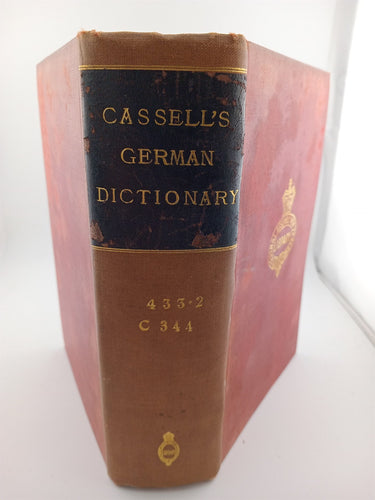 CASSELL'S
GERMAN
DICTIONARY
433·2
C 344